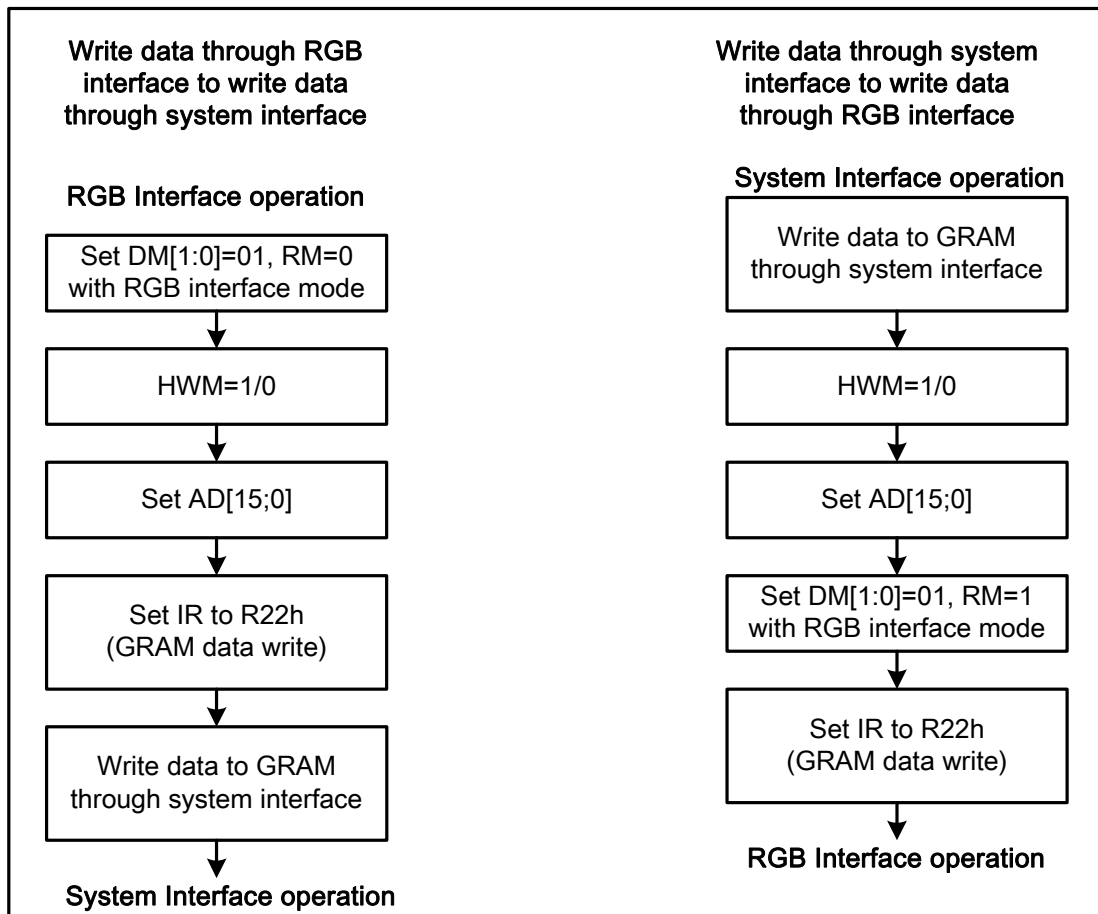 Write data through RGB
interface to write data
through system interface
RGB Interface operation
Set DM[1:0]=01, RM=0
with RGB interface mode
HWM=1/0
Set AD[15;0]
Set IR to R22h
(GRAM data write)
Write data to GRAM
through system interface
System Interface operation
Write data through system
interface to write data
through RGB interface
System Interface operation
Write data to GRAM
through system interface
HWM=1/0
Set AD[15;0]
Set DM[1:0]=01, RM=1
with RGB interface mode
Set IR to R22h
(GRAM data write)
RGB Interface operation